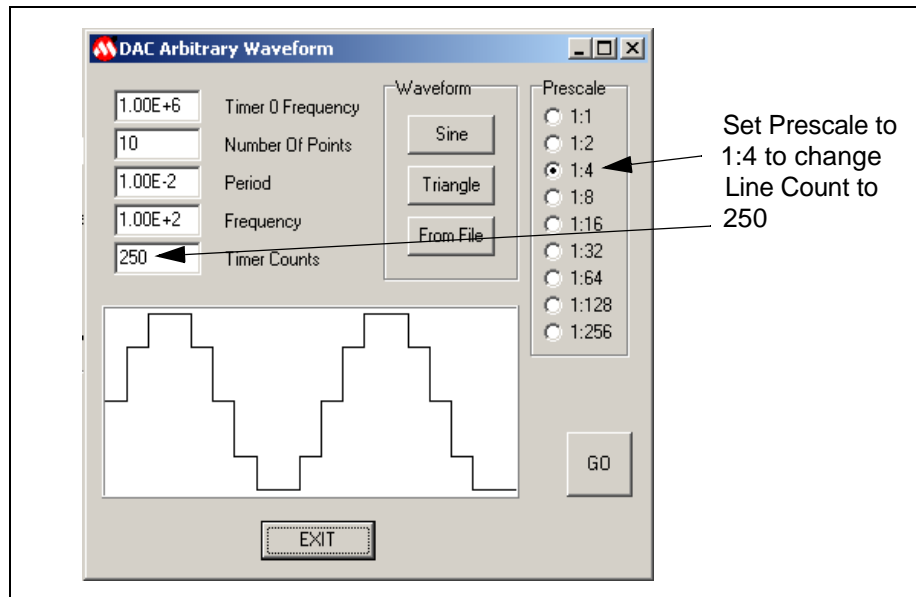 DAC Arbitrary Waveform
1.00E+6 Timer 0 Frequency
10 Number Of Points
1.00E-2 Period
1.00E+2 Frequency
250 Timer Counts
Waveform
Sine
Triangle
From File
Prescale
1:1
1:2
1:4
1:8
1:16
1:32
1:64
1:128
1:256
GO
EXIT
Set Prescale to
1:4 to change
Line Count to
250